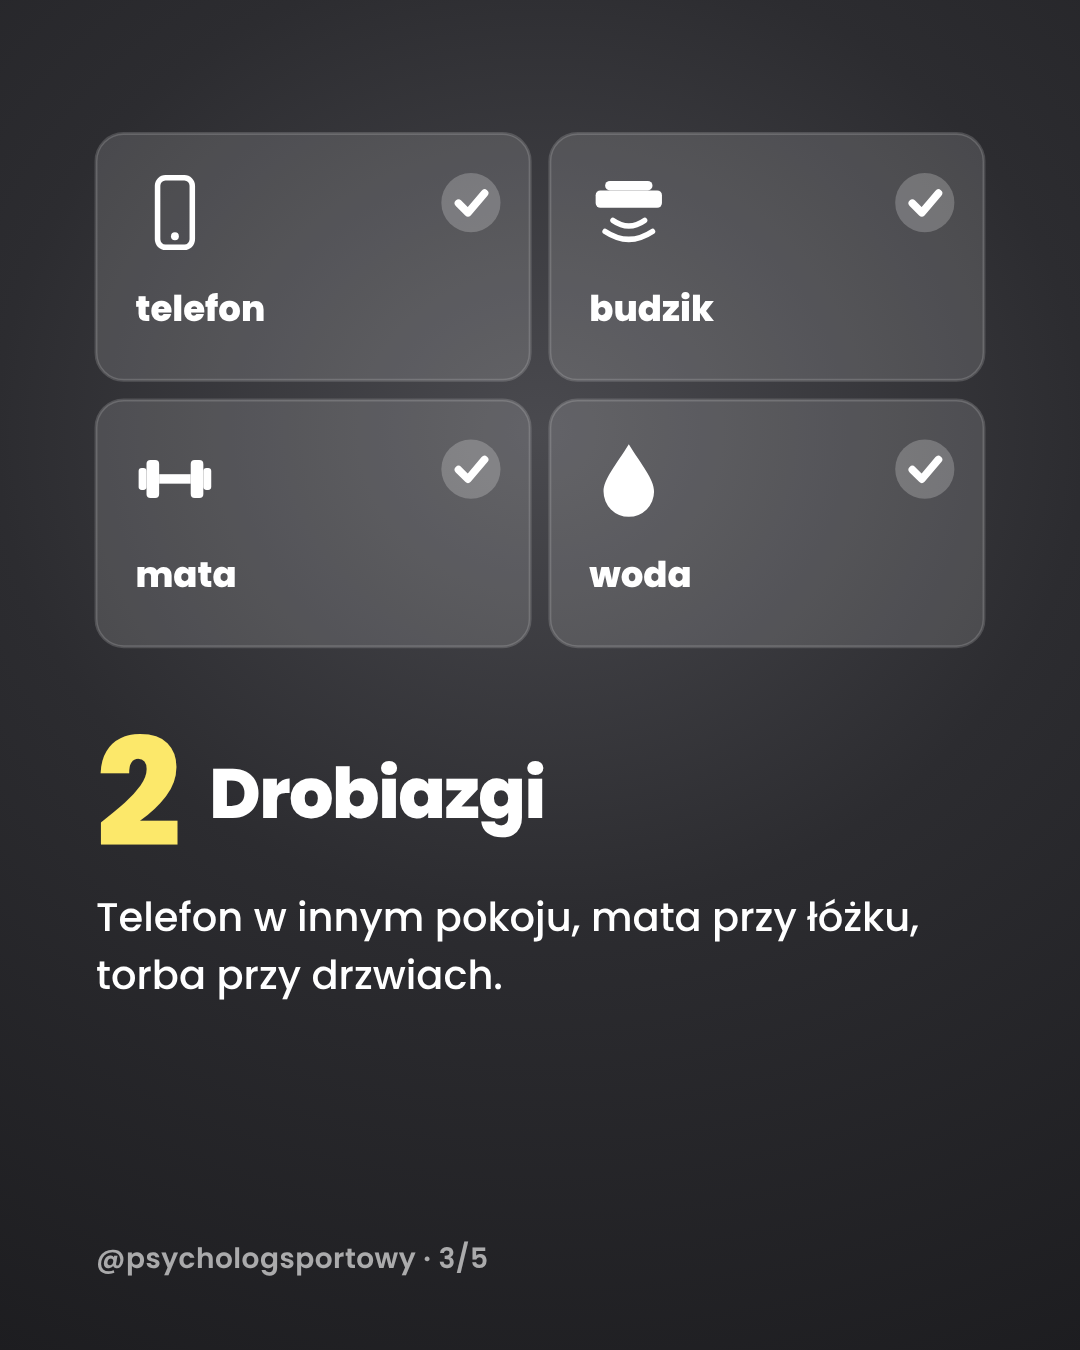 telefon
budzik
mata
woda
2 Drobiazgi
Telefon w innym pokoju, mata przy łóżku,
torba przy drzwiach.
@psychologsportowy · 3/5